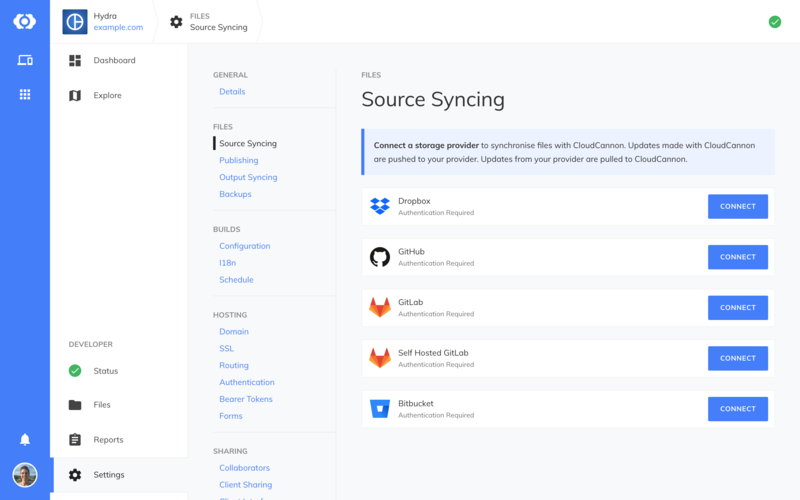 Hydra
example.com
FILES
Source Syncing
Dashboard
Explore
DEVELOPER
Status
Files
Reports
Settings
GENERAL
Details
FILES
Source Syncing
Publishing
Output Syncing
Backups
BUILDS
Configuration
I18n
Schedule
HOSTING
Domain
SSL
Routing
Authentication
Bearer Tokens
Forms
SHARING
Collaborators
Client Sharing
FILES
Source Syncing
Connect a storage provider to synchronise files with CloudCannon. Updates made with CloudCannon
are pushed to your provider. Updates from your provider are pulled to CloudCannon.
Dropbox
Authentication Required
CONNECT
GitHub
Authentication Required
CONNECT
GitLab
Authentication Required
CONNECT
Self Hosted GitLab
Authentication Required
CONNECT
Bitbucket
Authentication Required
CONNECT